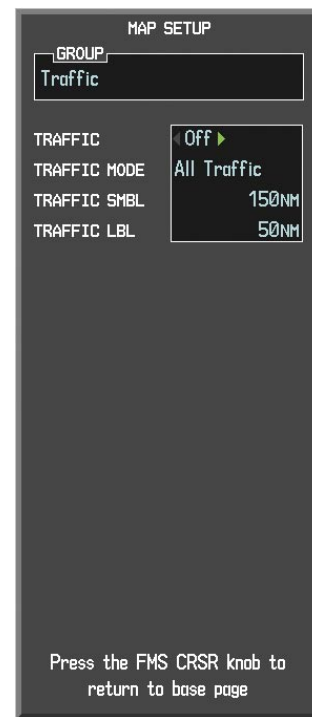 MAP SETUP
GROUP
Traffic
TRAFFIC Off
TRAFFIC MODE All Traffic
TRAFFIC SMBL 150NM
TRAFFIC LBL 50NM
Press the FMS CRSR knob to
return to base page